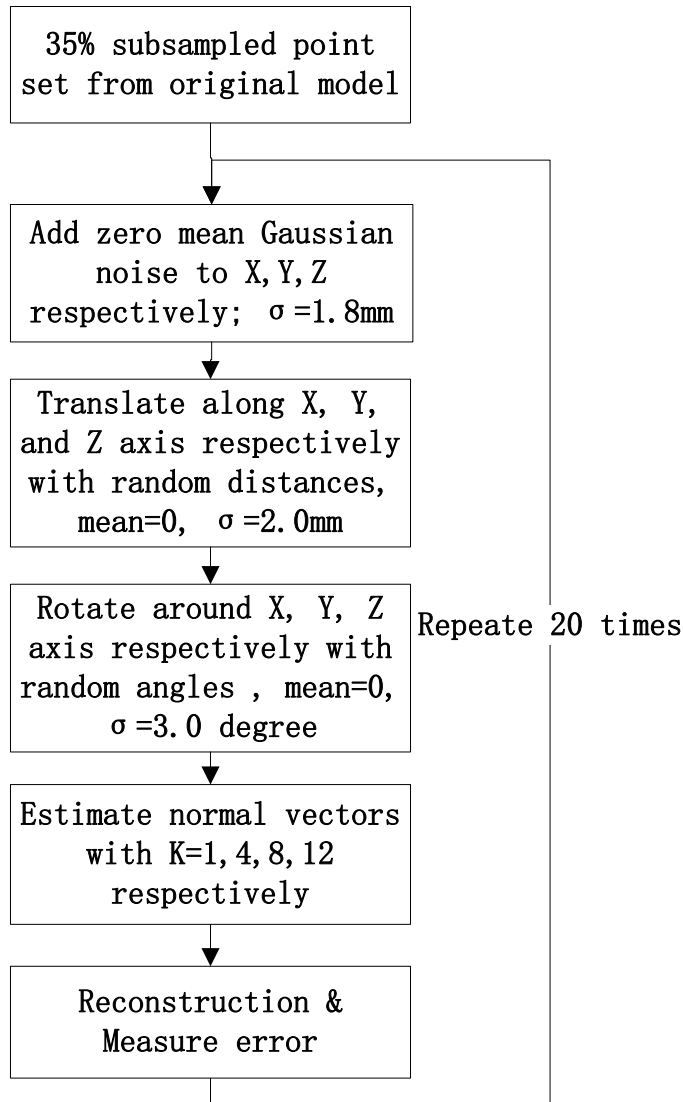 35% subsampled point
set from original model
Add zero mean Gaussian
noise to X,Y,Z
respectively; σ=1.8mm
Translate along X, Y,
and Z axis respectively
with random distances,
mean=0, σ=2.0mm
Rotate around X, Y, Z
axis respectively with
random angles , mean=0,
σ=3.0 degree
Repeate 20 times
Estimate normal vectors
with K=1,4,8,12
respectively
Reconstruction &
Measure error